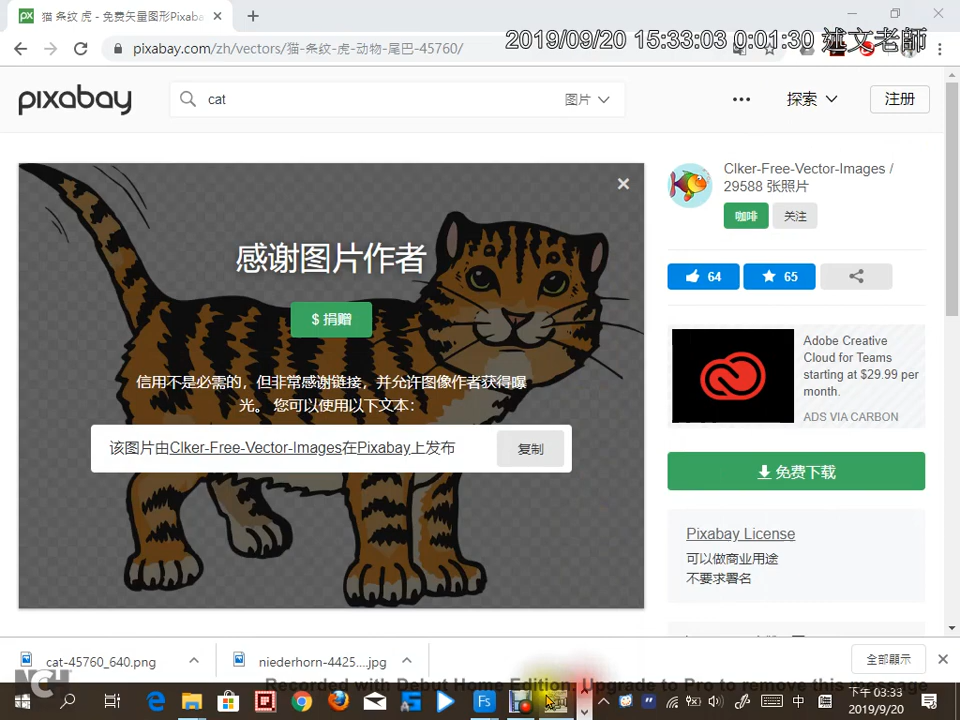 猫 条纹 虎 - 免费矢量图形Pixaba
pixabay.com/zh/vectors/猫-条纹-虎-动物-尾巴-45760/
2019/09/20 15:33:03 0:01:30 述文老師
pixabay
cat
图片
探索
注册
Clker-Free-Vector-Images /
29588 张照片
咖啡
关注
64
65
感谢图片作者
$ 捐赠
信用不是必需的，但非常感谢链接，并允许图像作者获得曝
光。 您可以使用以下文本：
该图片由Clker-Free-Vector-Images在Pixabay上发布
复制
Adobe Creative
Cloud for Teams
starting at $29.99 per
month.
ADS VIA CARBON
免费下载
Pixabay License
可以做商业用途
不要求署名
cat-45760_640.png
niederhorn-4425....jpg
全部顯示
NCH
Recorded with Debut Home Edition. Upgrade to Pro to remove this message
Fs
中
下午 03:33
2019/9/20